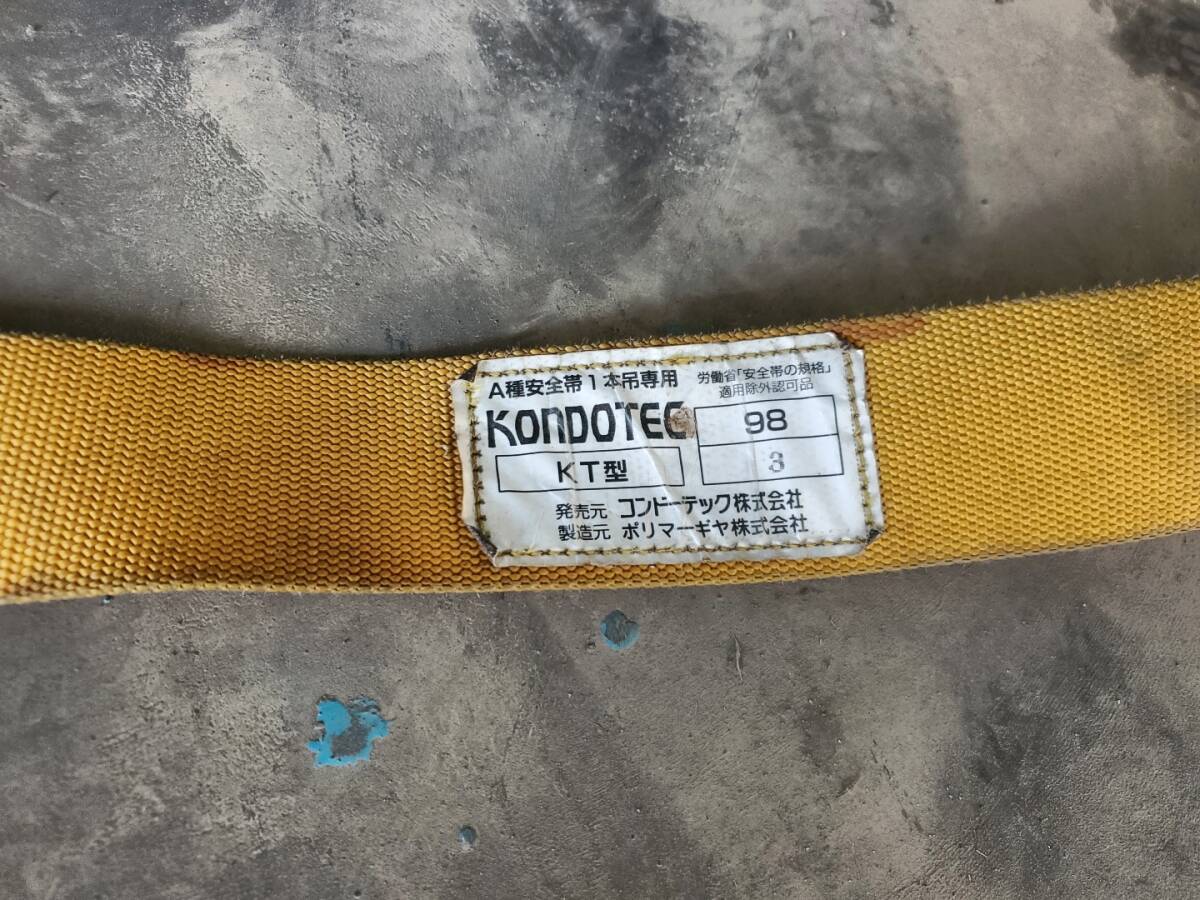 A種安全帯1本吊専用
労働省「安全帯の規格」
適用除外認可品
KONDOTEC
98
KT型
3
発売元 コンドーテック株式会社
製造元 ポリマーギヤ株式会社